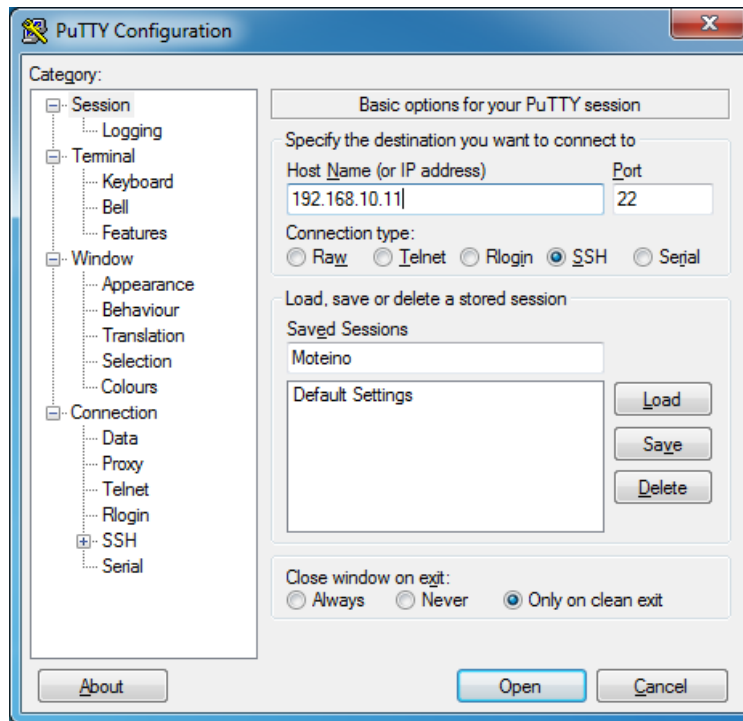 PuTTY Configuration
Category:
Session
Logging
Terminal
Keyboard
Bell
Features
Window
Appearance
Behaviour
Translation
Selection
Colours
Connection
Data
Proxy
Telnet
Rlogin
SSH
Serial
Basic options for your PuTTY session
Specify the destination you want to connect to
Host Name (or IP address) Port
192.168.10.11 22
Connection type:
Raw Telnet Rlogin SSH Serial
Load, save or delete a stored session
Saved Sessions
Moteino
Default Settings
Load
Save
Delete
Close window on exit:
Always Never Only on clean exit
About Open Cancel